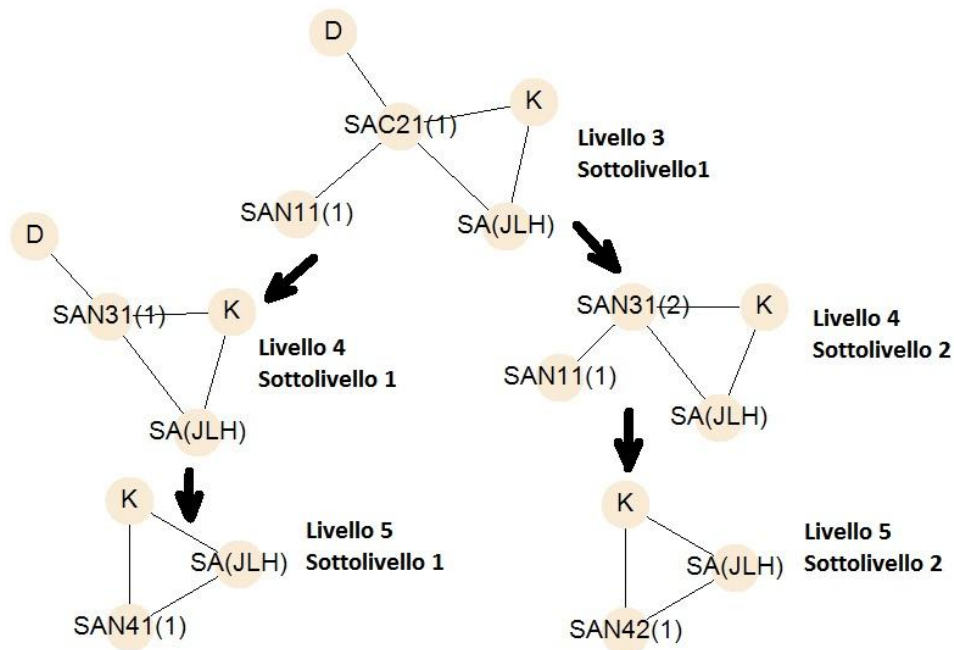 D
SAC21(1)
K
Livello 3
Sottolivello1
SAN11(1)
SA(JLH)
D
SAN31(1)
K
Livello 4
Sottolivello 1
SA(JLH)
SAN31(2)
K
Livello 4
Sottolivello 2
SAN11(1)
SA(JLH)
K
SA(JLH)
Livello 5
Sottolivello 1
SAN41(1)
K
SA(JLH)
Livello 5
Sottolivello 2
SAN42(1)